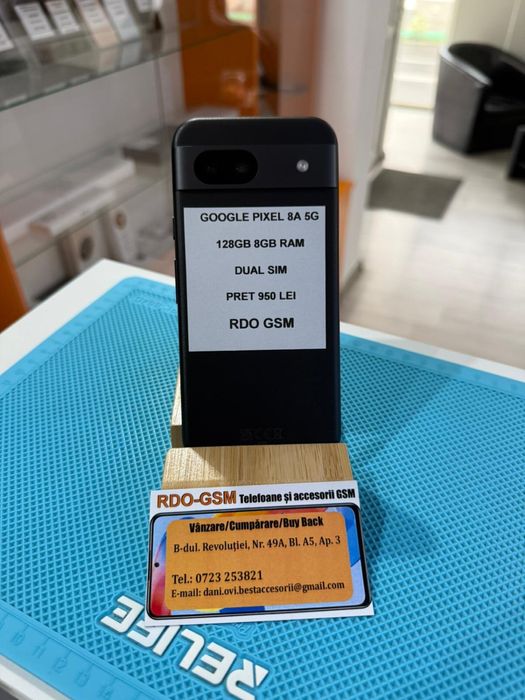 GOOGLE PIXEL 8A 5G
128GB 8GB RAM
DUAL SIM
PRET 950 LEI
RDO GSM
RDO-GSM Telefoane și accesorii GSM
Vânzare/Cumpărare/Buy Back
B-dul. Revoluției, Nr. 49A, Bl. A5, Ap. 3
Tel.: 0723 253821
E-mail: dani.ovi.bestaccesorii@gmail.com
RELIFE